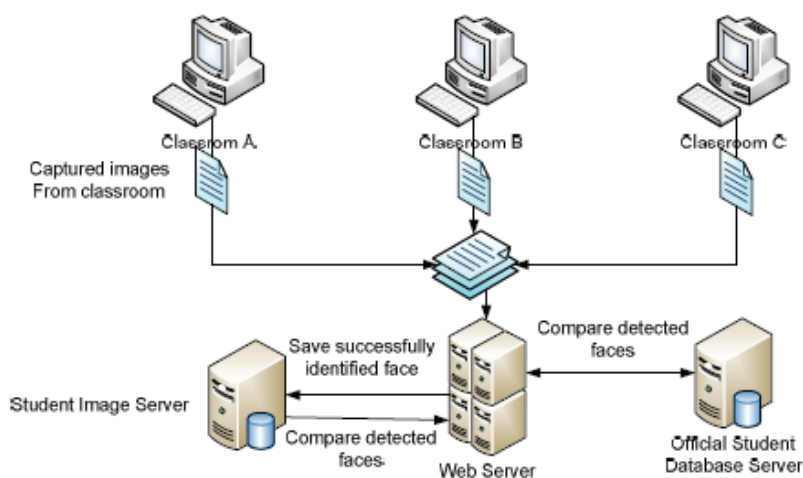 Classrom A
Classroom B
Classroom C
Captured images
From classroom
Compare detected
faces
Save successfully
identified face
Student Image Server
Compare detected
faces
Web Server
Official Student
Database Server